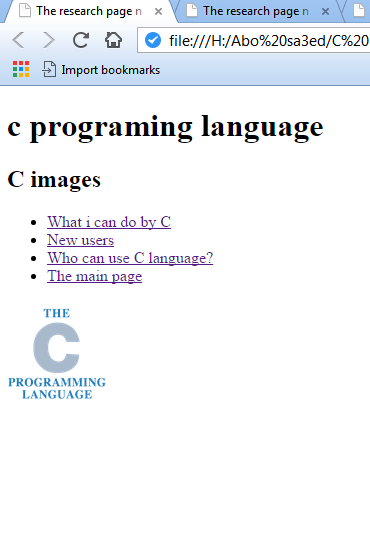 The research page n
The research page n
file:///H:/Abo%20sa3ed/C%20
Import bookmarks
c programing language
C images
What i can do by C
New users
Who can use C language?
The main page
THE
C
PROGRAMMING
LANGUAGE